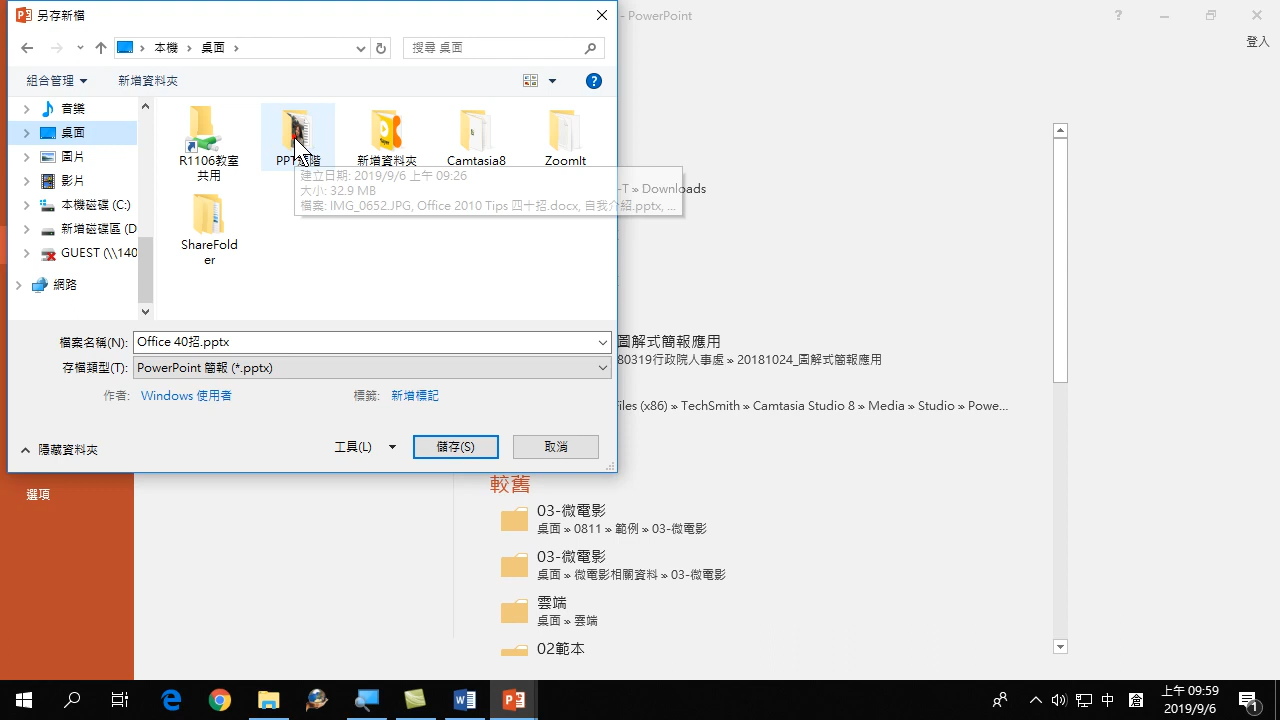 另存新檔
- PowerPoint
登入
本機
桌面
搜尋 桌面
組合管理
新增資料夾
音樂
桌面
圖片
影片
本機磁碟 (C:)
新增磁碟區 (D
GUEST (\\140
網路
R1106教室
共用
新增資料夾
Camtasia8
ZoomIt
ShareFold
er
建立日期: 2019/9/6 上午 09:26
大小: 32.9 MB
檔案: IMG_0652.JPG, Office 2010 Tips 四十招.docx, 自我介紹.pptx, ...
-T » Downloads
檔案名稱(N):
Office 40招.pptx
存檔類型(T):
PowerPoint 簡報 (*.pptx)
作者:
Windows 使用者
標籤:
新增標記
隱藏資料夾
工具(L)
儲存(S)
取消
圖解式簡報應用
80319行政院人事處 » 20181024_圖解式簡報應用
Files (x86) » TechSmith » Camtasia Studio 8 » Media » Studio » Powe...
選項
較舊
03-微電影
桌面 » 0811 » 範例 » 03-微電影
03-微電影
桌面 » 微電影相關資料 » 03-微電影
雲端
桌面 » 雲端
02範本
中
上午 09:59
2019/9/6
1